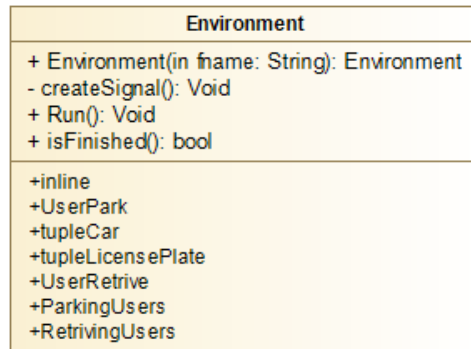 Environment
+ Environment(in fname: String): Environment
- createSignal(): Void
+ Run(): Void
+ isFinished(): bool
+inline
+UserPark
+tupleCar
+tupleLicensePlate
+UserRetrive
+ParkingUsers
+RetrivingUsers